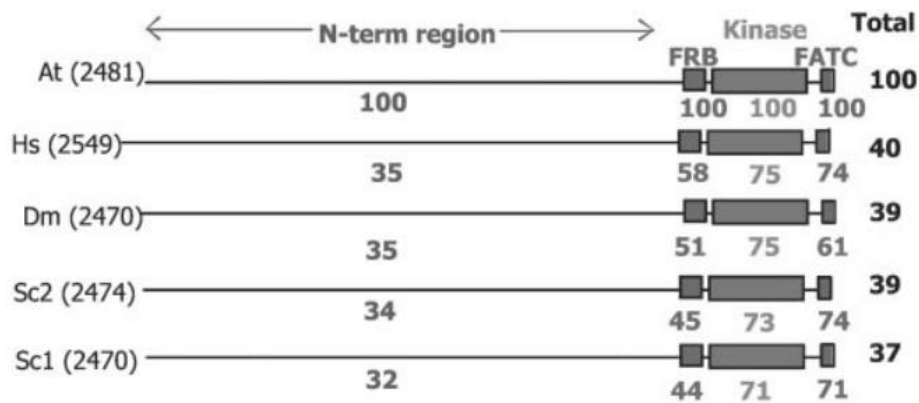 N-term region Kinase Total
FRB FATC
At (2481) 100
100 100 100 100
Hs (2549) 40
35 58 75 74
Dm (2470) 39
35 51 75 61
Sc2 (2474) 39
34 45 73 74
Sc1 (2470) 37
32 44 71 71